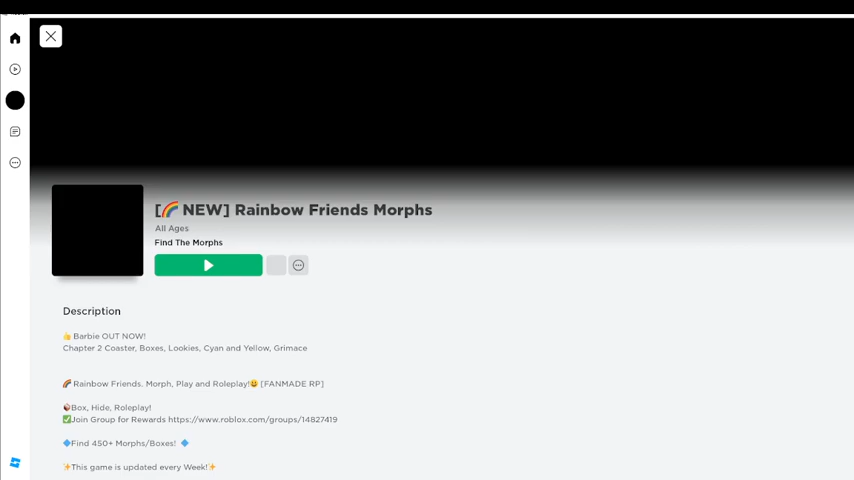 [🌈 NEW] Rainbow Friends Morphs
All Ages
Find The Morphs
Description
👍 Barbie OUT NOW!
Chapter 2 Coaster, Boxes, Lookies, Cyan and Yellow, Grimace
🌈 Rainbow Friends. Morph, Play and Roleplay!😃 [FANMADE RP]
📦Box, Hide, Roleplay!
✅Join Group for Rewards https://www.roblox.com/groups/14827419
🔷Find 450+ Morphs/Boxes! 🔷
✨This game is updated every Week!✨